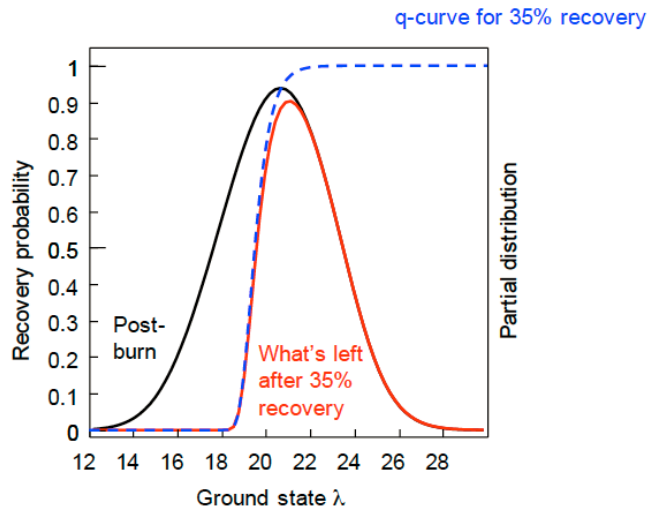 q-curve for 35% recovery
1
0.9
0.8
0.7
0.6
0.5
0.4
0.3
0.2
0.1
0
Recovery probability
Post-
burn
What's left
after 35%
recovery
Partial distribution
12 14 16 18 20 22 24 26 28
Ground state λ